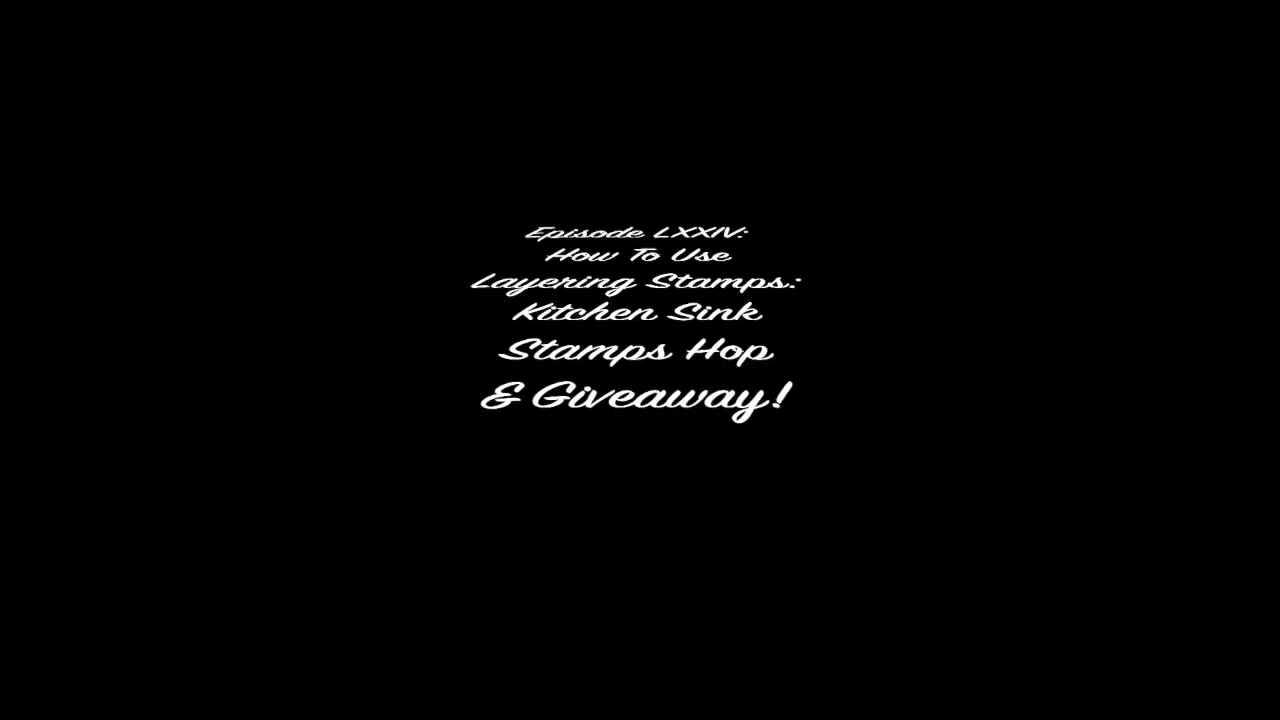 Episode LXXIV:
How To Use
Layering Stamps:
Kitchen Sink
Stamps Hop
& Giveaway!